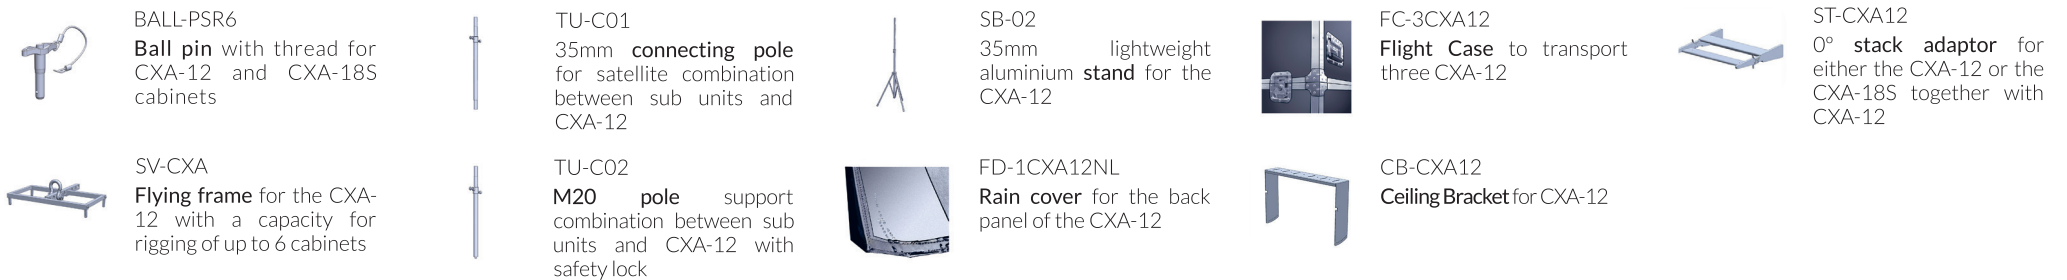 BALL-PSR6
Ball pin with thread for
CXA-12 and CXA-18S
cabinets
TU-C01
35mm connecting pole
for satellite combination
between sub units and
CXA-12
SB-02
35mm lightweight
aluminium stand for the
CXA-12
FC-3CXA12
Flight Case to transport
three CXA-12
ST-CXA12
0° stack adaptor for
either the CXA-12 or the
CXA-18S together with
CXA-12
SV-CXA
Flying frame for the CXA-
12 with a capacity for
rigging of up to 6 cabinets
TU-C02
M20 pole support
combination between sub
units and CXA-12 with
safety lock
FD-1CXA12NL
Rain cover for the back
panel of the CXA-12
CB-CXA12
Ceiling Bracket for CXA-12